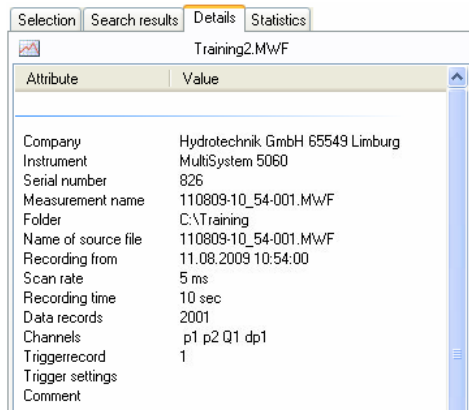 Selection Search results Details Statistics
Training2.MWF
Attribute Value
Company Hydrotechnik GmbH 65549 Limburg
Instrument MultiSystem 5060
Serial number 826
Measurement name 110809-10_54-001.MWF
Folder C:\Training
Name of source file 110809-10_54-001.MWF
Recording from 11.08.2009 10:54:00
Scan rate 5 ms
Recording time 10 sec
Data records 2001
Channels p1 p2 Q1 dp1
Triggerrecord 1
Trigger settings
Comment